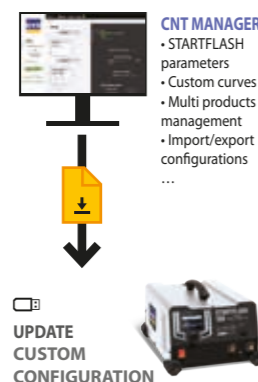 CNT MANAGER
• STARTFLASH
parameters
• Custom curves
• Multi products
management
• Import/export
configurations
…
UPDATE
CUSTOM
CONFIGURATION